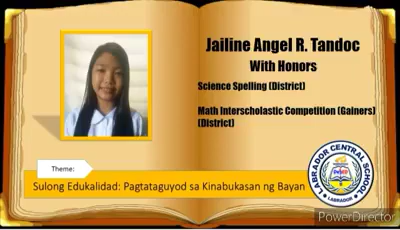 Jailine Angel R. Tandoc
With Honors
Science Spelling (District)
Math Interscholastic Competition (Gainers)
(District)
Theme:
Sulong Edukalidad: Pagtataguyod sa Kinabukasan ng Bayan
LABRADOR CENTRAL SCHOOL
LABRADOR
PowerDirector